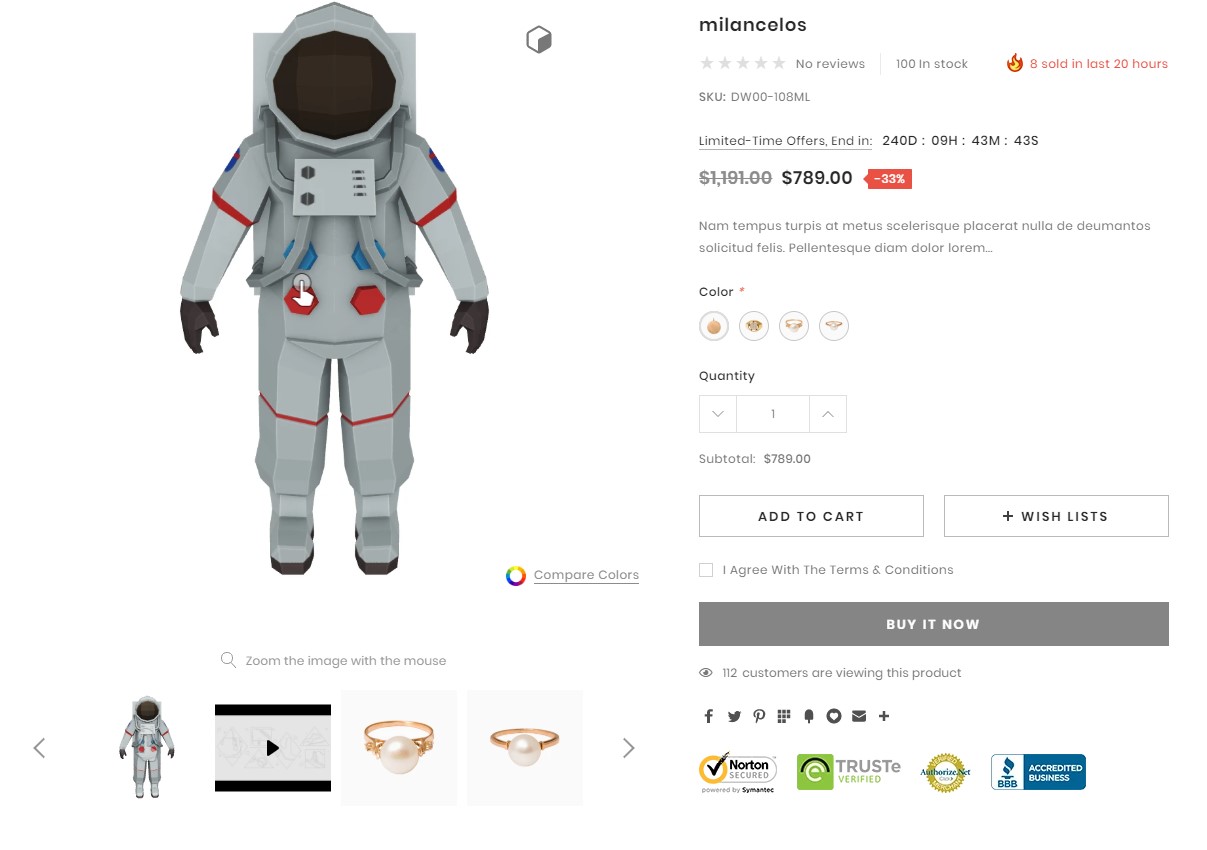 milancelos
No reviews
100 In stock
8 sold in last 20 hours
SKU: DW00-108ML
Limited-Time Offers, End in: 240D : 09H : 43M : 43S
$1,191.00 $789.00 -33%
Nam tempus turpis at metus scelerisque placerat nulla de deumantos
solicitud felis. Pellentesque diam dolor lorem...
Color *
Quantity
1
Subtotal: $789.00
ADD TO CART
+ WISH LISTS
I Agree With The Terms & Conditions
BUY IT NOW
112 customers are viewing this product
Compare Colors
Zoom the image with the mouse
Norton
SECURED
powered by Symantec
TRUSTe
VERIFIED
Authorize.Net
BBB
ACCREDITED
BUSINESS